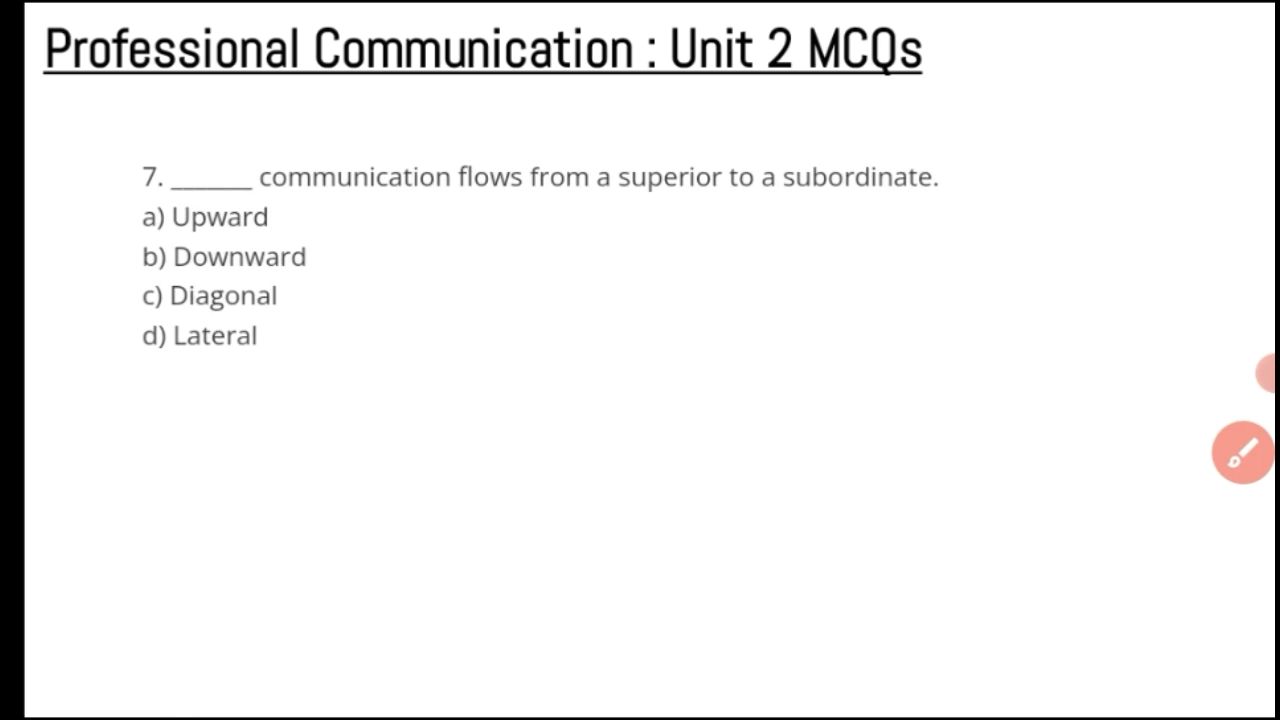 Professional Communication : Unit 2 MCQs
7. ______ communication flows from a superior to a subordinate.
a) Upward
b) Downward
c) Diagonal
d) Lateral